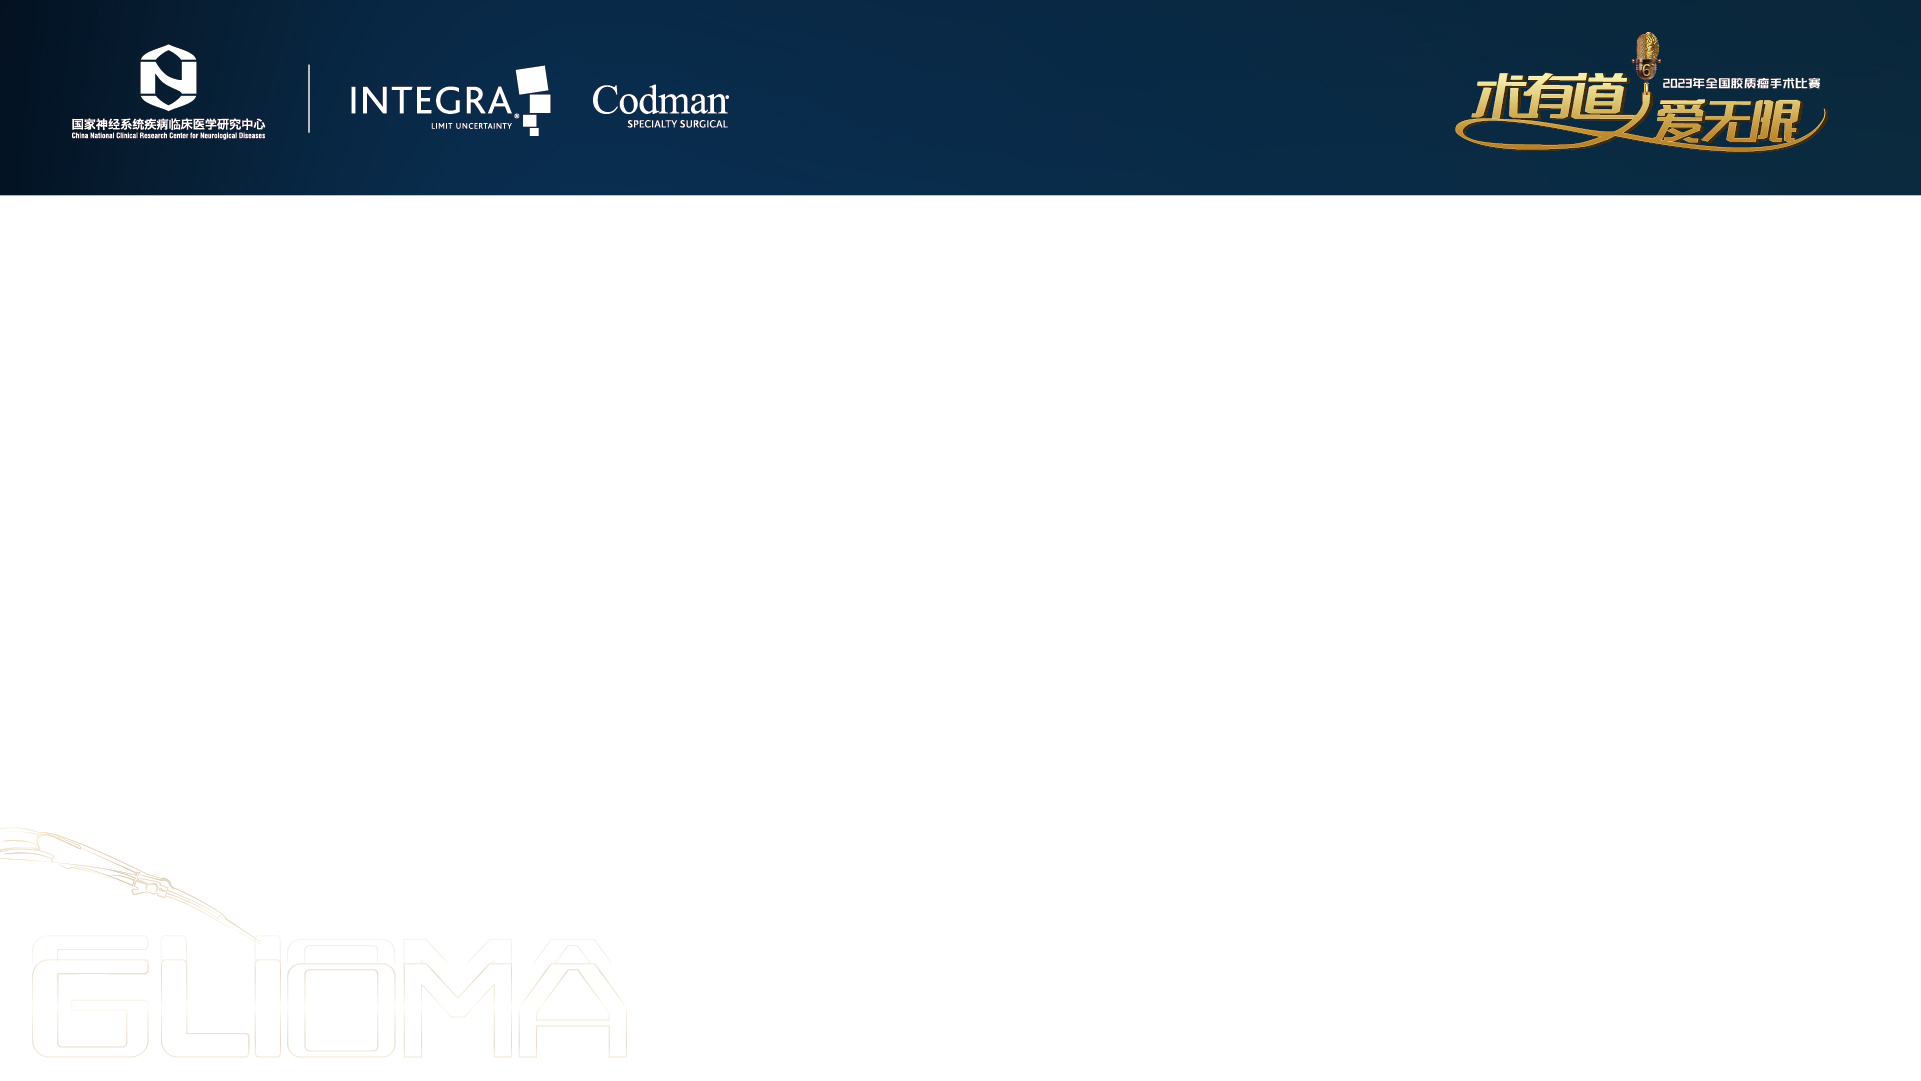 国家神经系统疾病临床医学研究中心
China National Clinical Research Center for Neurological Diseases
INTEGRA®
LIMIT UNCERTAINTY
Codman
SPECIALTY SURGICAL
6
2023年全国胶质瘤手术比赛
术有道
爱无限
GLIOMA